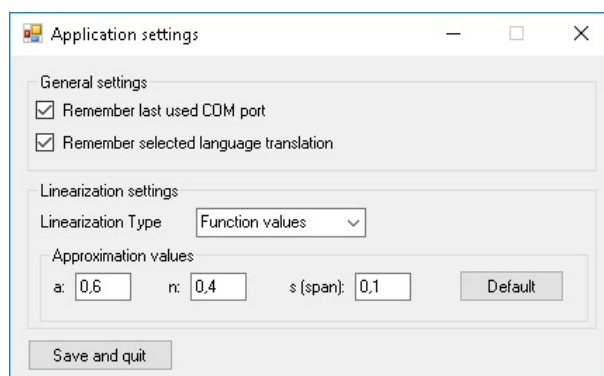 Application settings
General settings
Remember last used COM port
Remember selected language translation
Linearization settings
Linearization Type Function values
Approximation values
a: 0,6 n: 0,4 s (span): 0,1 Default
Save and quit